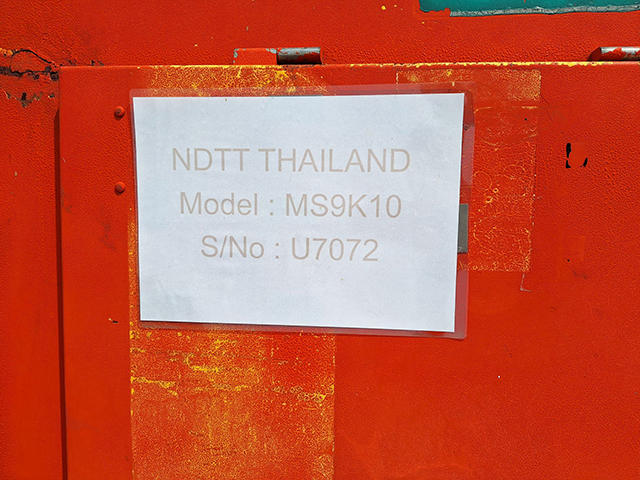 NDTT THAILAND
Model : MS9K10
S/No : U7072